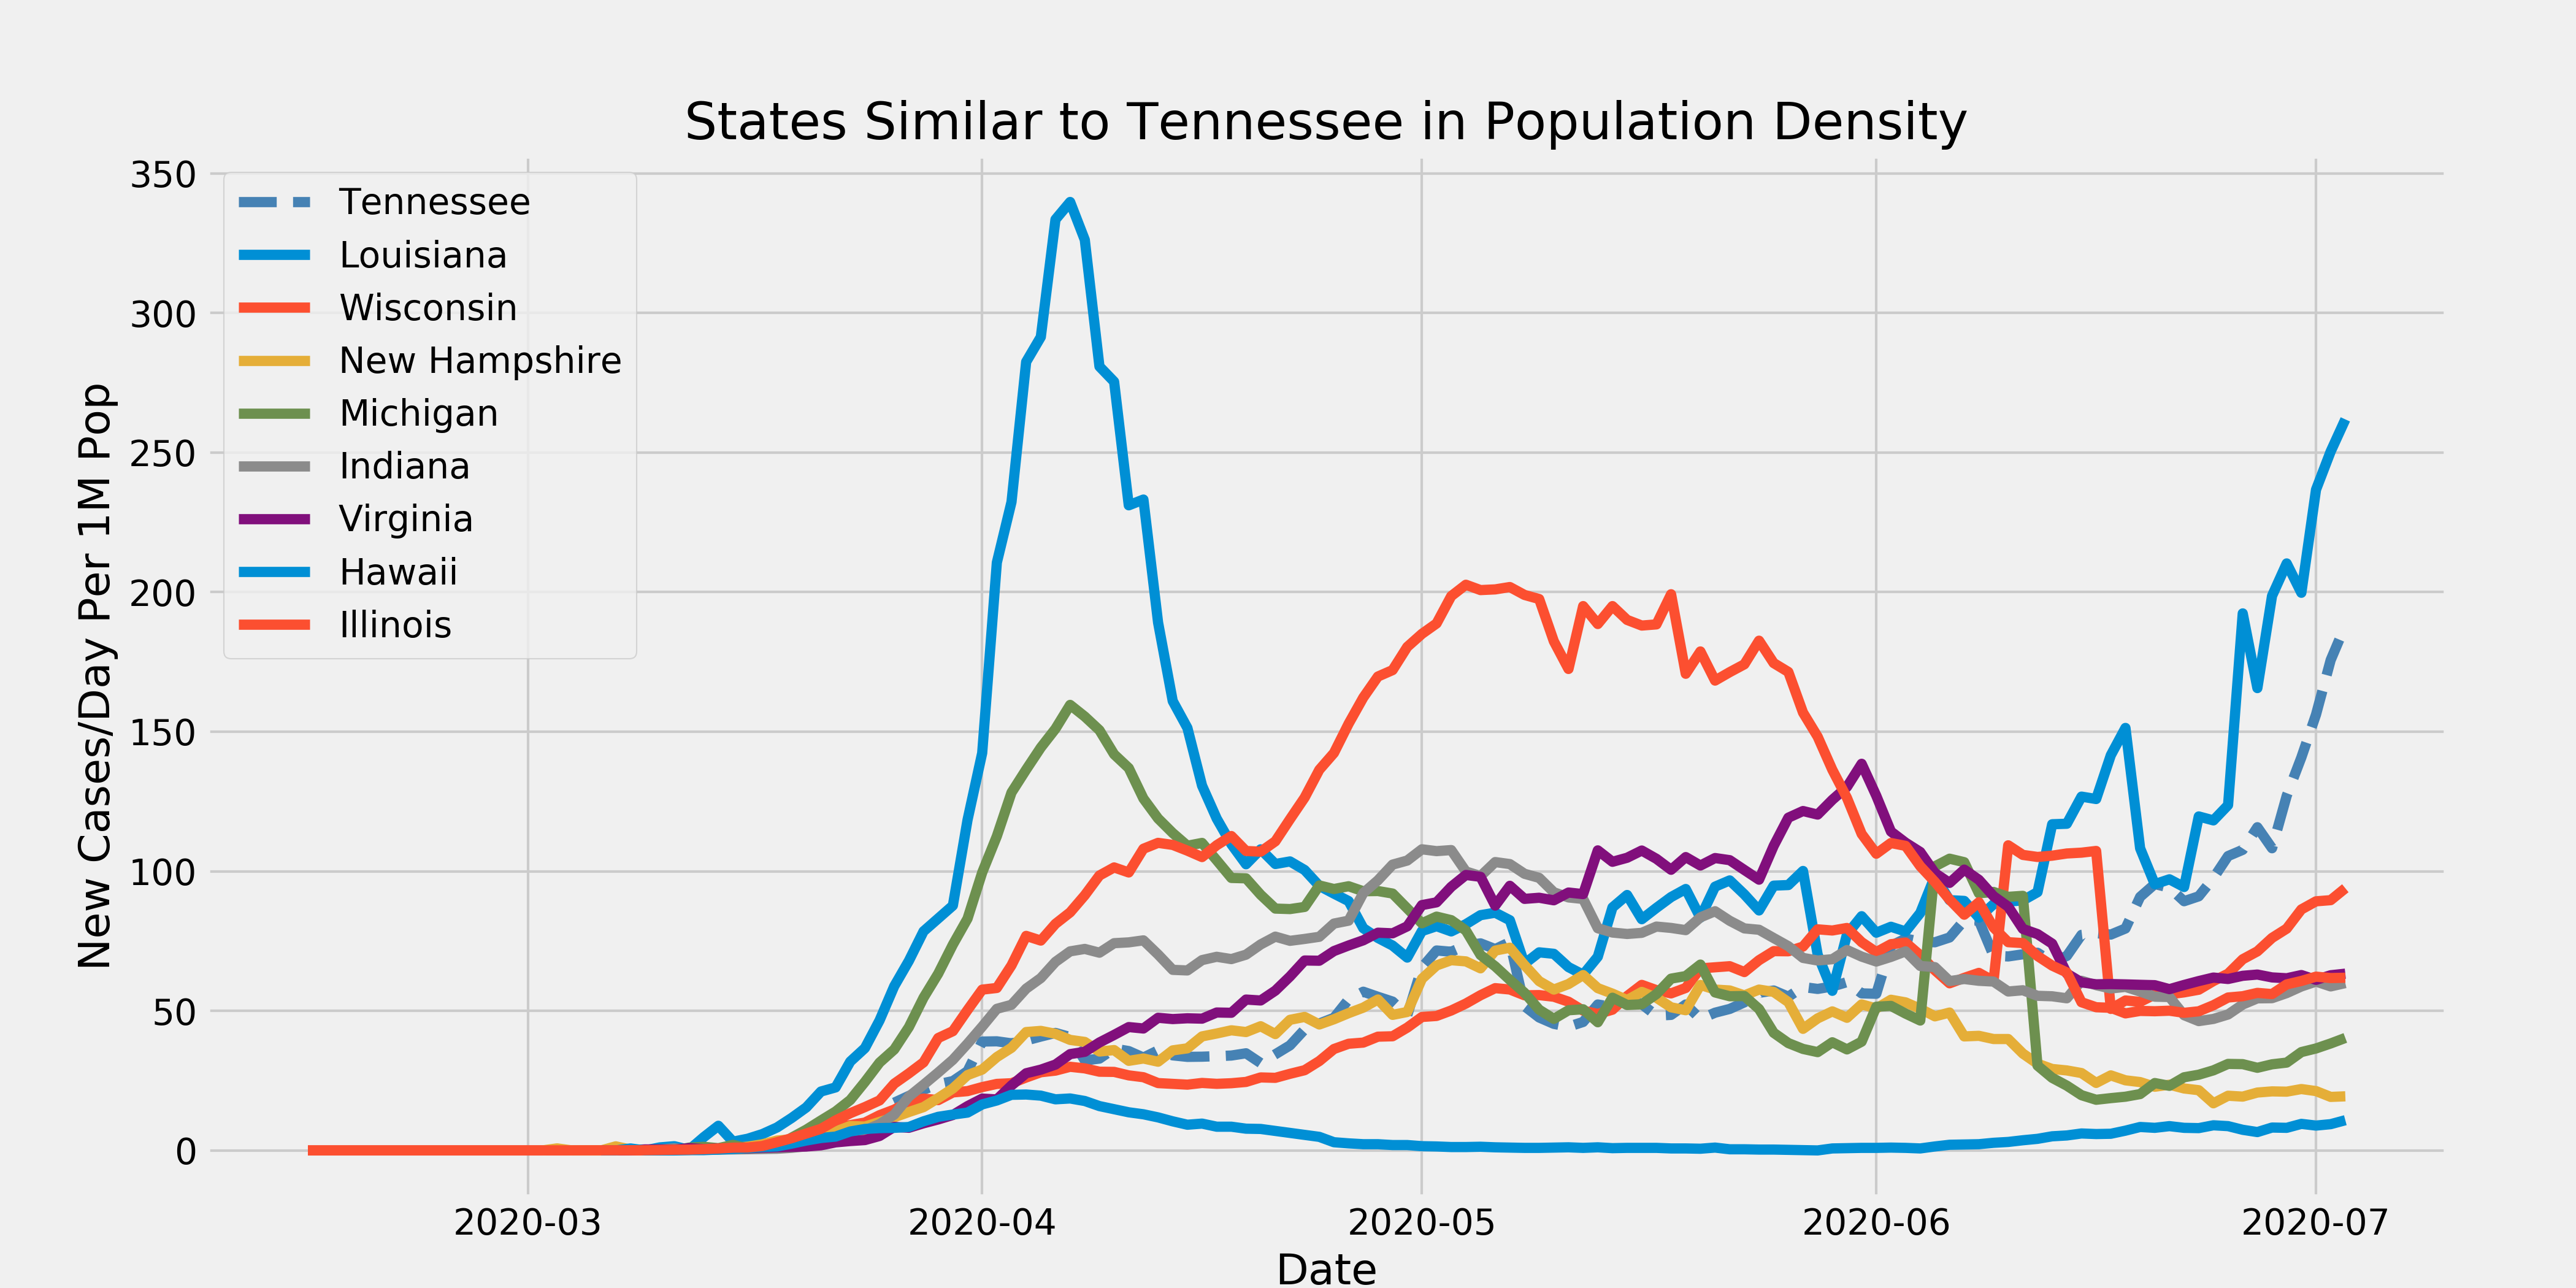 States Similar to Tennessee in Population Density
350
300
250
200
150
100
50
0
New Cases/Day Per 1M Pop
Tennessee
Louisiana
Wisconsin
New Hampshire
Michigan
Indiana
Virginia
Hawaii
Illinois
2020-03 2020-04 2020-05 2020-06 2020-07
Date